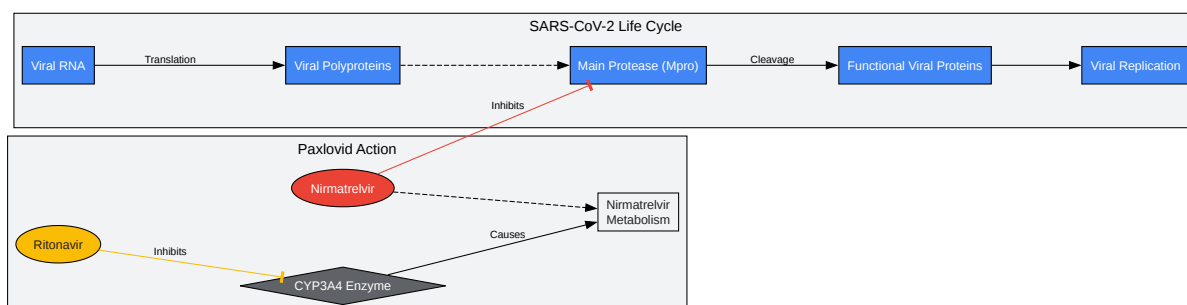 SARS-CoV-2 Life Cycle
Viral RNA
Translation
Viral Polyproteins
Main Protease (Mpro)
Cleavage
Functional Viral Proteins
Viral Replication
Inhibits
Paxlovid Action
Nirmatrelvir
Nirmatrelvir
Metabolism
Ritonavir
Inhibits
Causes
CYP3A4 Enzyme